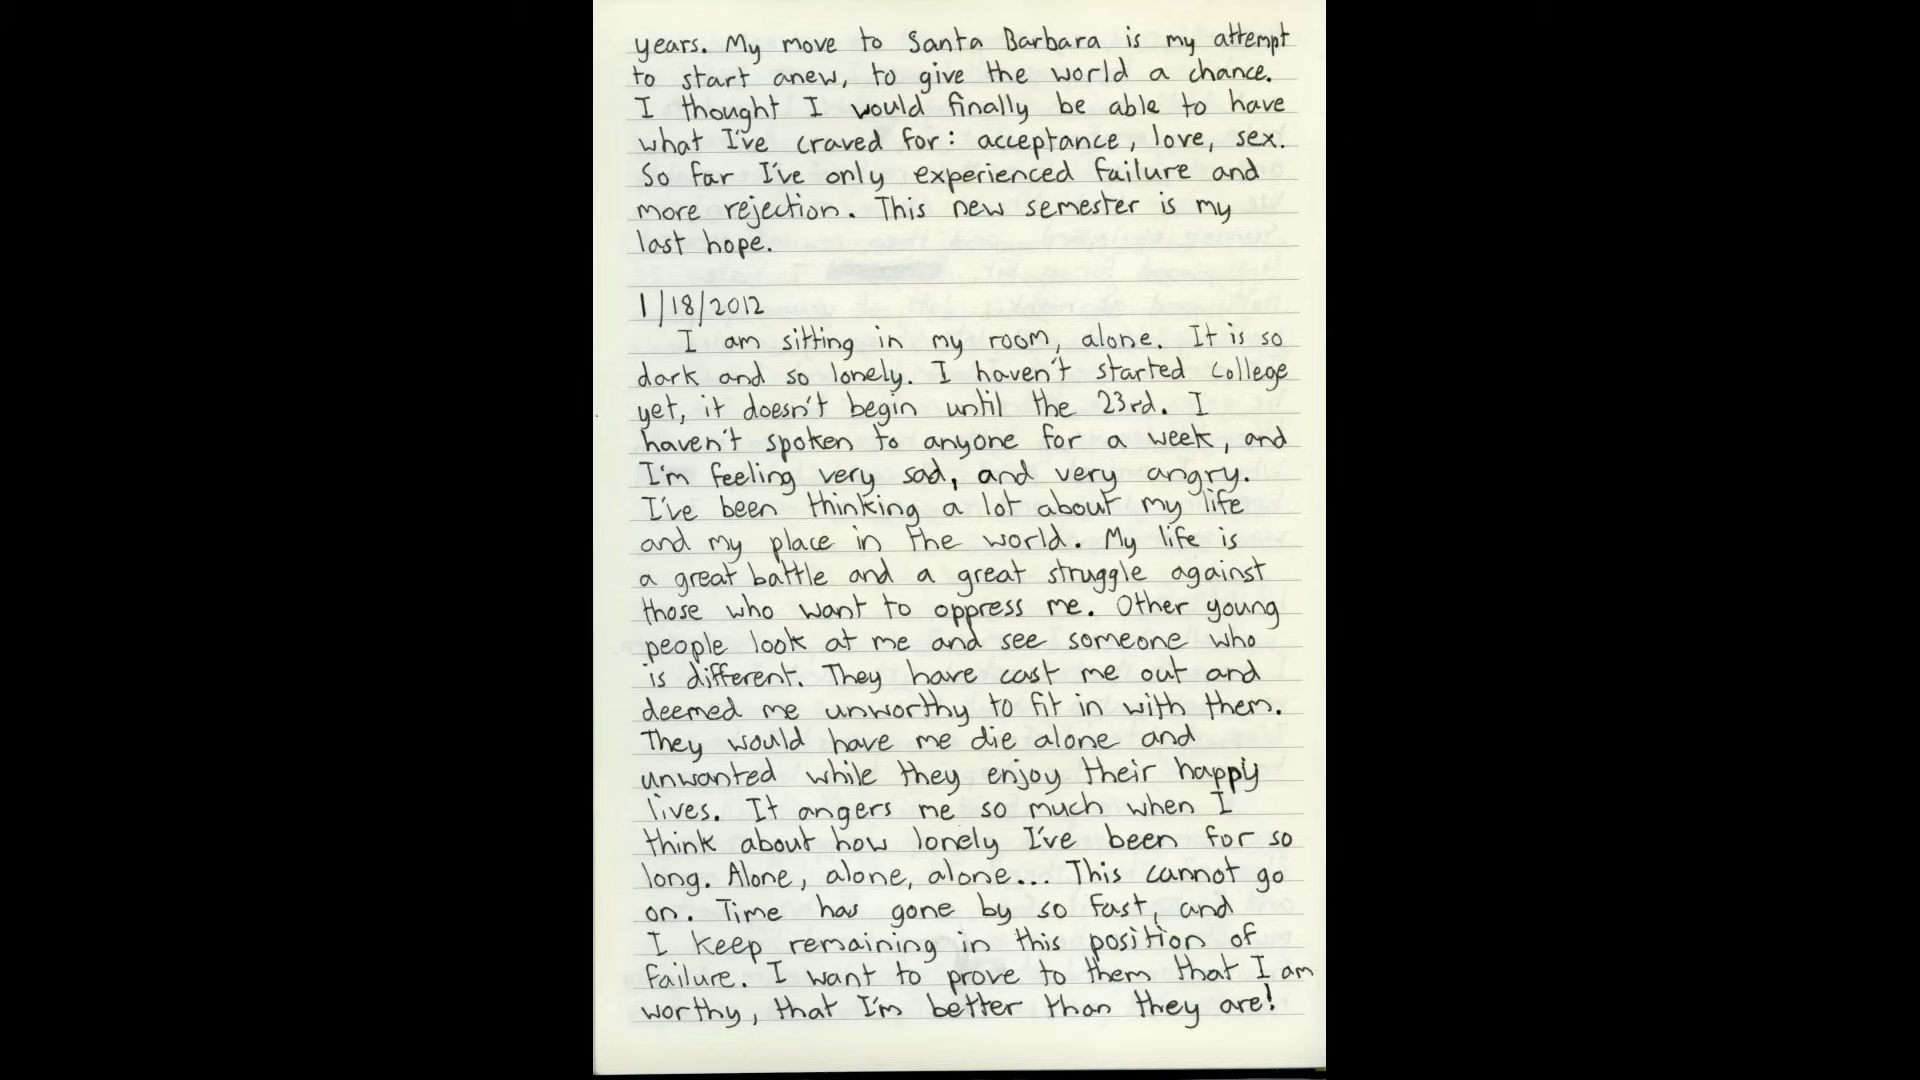 years. My move to Santa Barbara is my attempt
to start anew, to give the world a chance.
I thought I would finally be able to have
what I've craved for: acceptance, love, sex.
So far I've only experienced failure and
more rejection. This new semester is my
last hope.
1/18/2012
I am sitting in my room, alone. It is so
dark and so lonely. I haven't started College
yet, it doesn't begin until the 23rd. I
haven't spoken to anyone for a week, and
I'm feeling very sad, and very angry.
I've been thinking a lot about my life
and my place in the world. My life is
a great battle and a great struggle against
those who want to oppress me. Other young
people look at me and see someone who
is different. They have cast me out and
deemed me unworthy to fit in with them.
They would have me die alone and
unwanted while they enjoy their happy
lives. It angers me so much when I
think about how lonely I've been for so
long. Alone, alone, alone... This cannot go
on. Time has gone by so fast, and
I keep remaining in this position of
failure. I want to prove to them that I am
worthy, that I'm better than they are!